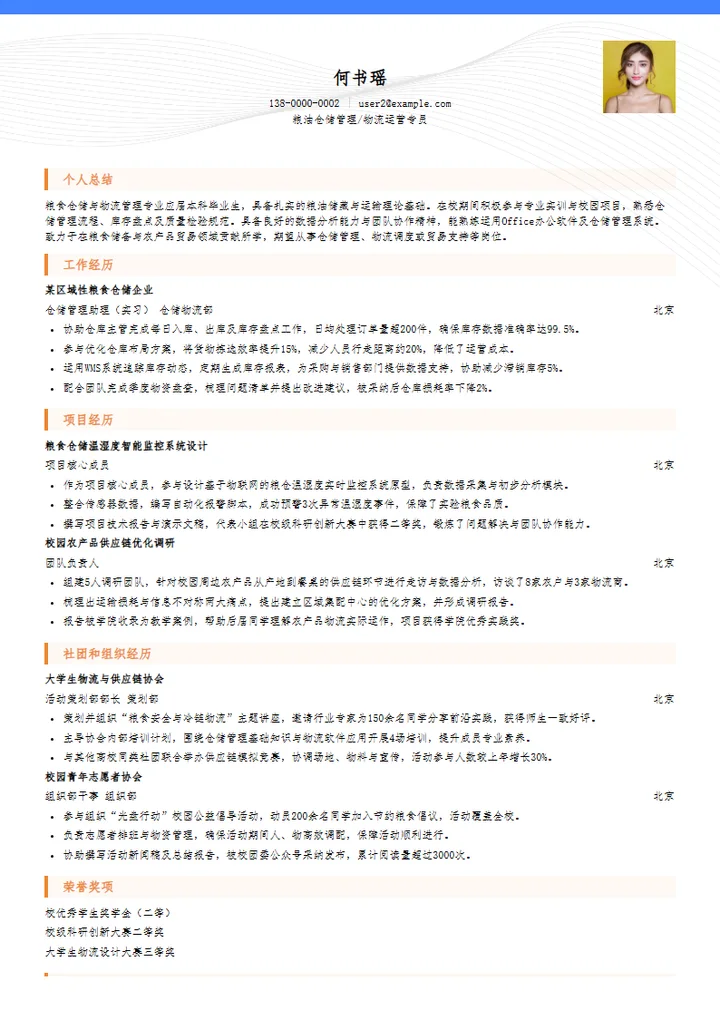 何书瑶
138-0000-0002 | user2@example.com
粮油仓储管理/物流运营专员
个人总结
粮食仓储与物流管理专业应届本科毕业生，具备扎实的粮油储藏与运输理论基础。在校期间积极参与专业实训与校园项目，熟悉仓
储管理流程、库存盘点及质量检验规范。具备良好的数据分析能力与团队协作精神，能熟练运用Office办公软件及仓储管理系统。
致力于在粮食储备与农产品贸易领域贡献所学，期望从事仓储管理、物流调度或贸易支持等岗位。
工作经历
某区域性粮食仓储企业
仓储管理助理（实习） 仓储物流部 北京
• 协助仓库主管完成每日入库、出库及库存盘点工作，日均处理订单量超200件，确保库存数据准确率达99.5%。
• 参与优化仓库布局方案，将货物拣选效率提升15%，减少人员行走距离约20%，降低了运营成本。
• 运用WMS系统追踪库存动态，定期生成库存报表，为采购与销售部门提供数据支持，协助减少滞销库存5%。
• 配合团队完成季度物资盘查，梳理问题清单并提出改进建议，被采纳后仓库损耗率下降2%。
项目经历
粮食仓储温湿度智能监控系统设计
项目核心成员 北京
• 作为项目核心成员，参与设计基于物联网的粮仓温湿度实时监控系统原型，负责数据采集与初步分析模块。
• 整合传感器数据，编写自动化报警脚本，成功预警3次异常温湿度事件，保障了实验粮食品质。
• 撰写项目技术报告与演示文稿，代表小组在校级科研创新大赛中获得二等奖，锻炼了问题解决与团队协作能力。
校园农产品供应链优化调研
团队负责人 北京
• 组建5人调研团队，针对校园周边农产品从产地到餐桌的供应链环节进行走访与数据分析，访谈了8家农户与3家物流商。
• 梳理出运输损耗与信息不对称两大痛点，提出建立区域集配中心的优化方案，并形成调研报告。
• 报告被学院收录为教学案例，帮助后届同学理解农产品物流实际运作，项目获得学院优秀实践奖。
社团和组织经历
大学生物流与供应链协会
活动策划部部长 策划部 北京
• 策划并组织“粮食安全与冷链物流”主题讲座，邀请行业专家为150余名同学分享前沿实践，获得师生一致好评。
• 主导协会内部培训计划，围绕仓储管理基础知识与物流软件应用开展4场培训，提升成员专业素养。
• 与其他高校同类社团联合举办供应链模拟竞赛，协调场地、物料与宣传，活动参与人数较上年增长30%。
校园青年志愿者协会
组织部干事 组织部 北京
• 参与组织“光盘行动”校园公益倡导活动，动员200余名同学加入节约粮食倡议，活动覆盖全校。
• 负责志愿者排班与物资管理，确保活动期间人、物高效调配，保障活动顺利进行。
• 协助撰写活动新闻稿及总结报告，被校团委公众号采纳发布，累计阅读量超过3000次。
荣誉奖项
校优秀学生奖学金（二等）
校级科研创新大赛二等奖
大学生物流设计大赛三等奖